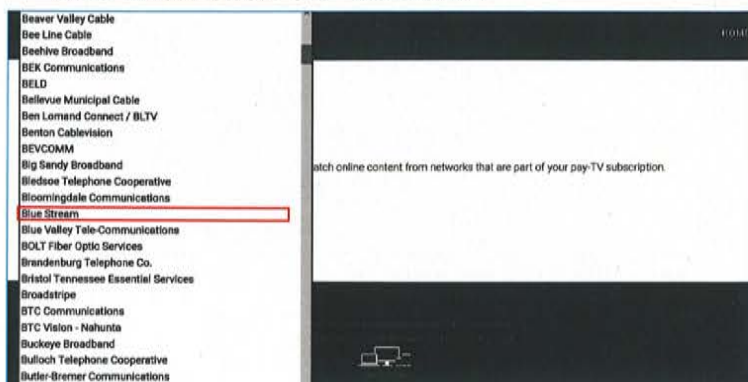 Beaver Valley Cable
Bee Line Cable
Beehive Broadband
BEK Communications
BELD
Bellevue Municipal Cable
Ben Lomand Connect / BLTV
Benton Cablevision
BEVCOMM
Big Sandy Broadband
Bledsoe Telephone Cooperative
Bloomingdale Communications
Blue Stream
Blue Valley Tele-Communications
BOLT Fiber Optic Services
Brandenburg Telephone Co.
Bristol Tennessee Essential Services
Broadstripe
BTC Communications
BTC Vision - Nahunta
Buckeye Broadband
Bulloch Telephone Cooperative
Butler-Bremer Communications
HOME
atch online content from networks that are part of your pay-TV subscription.